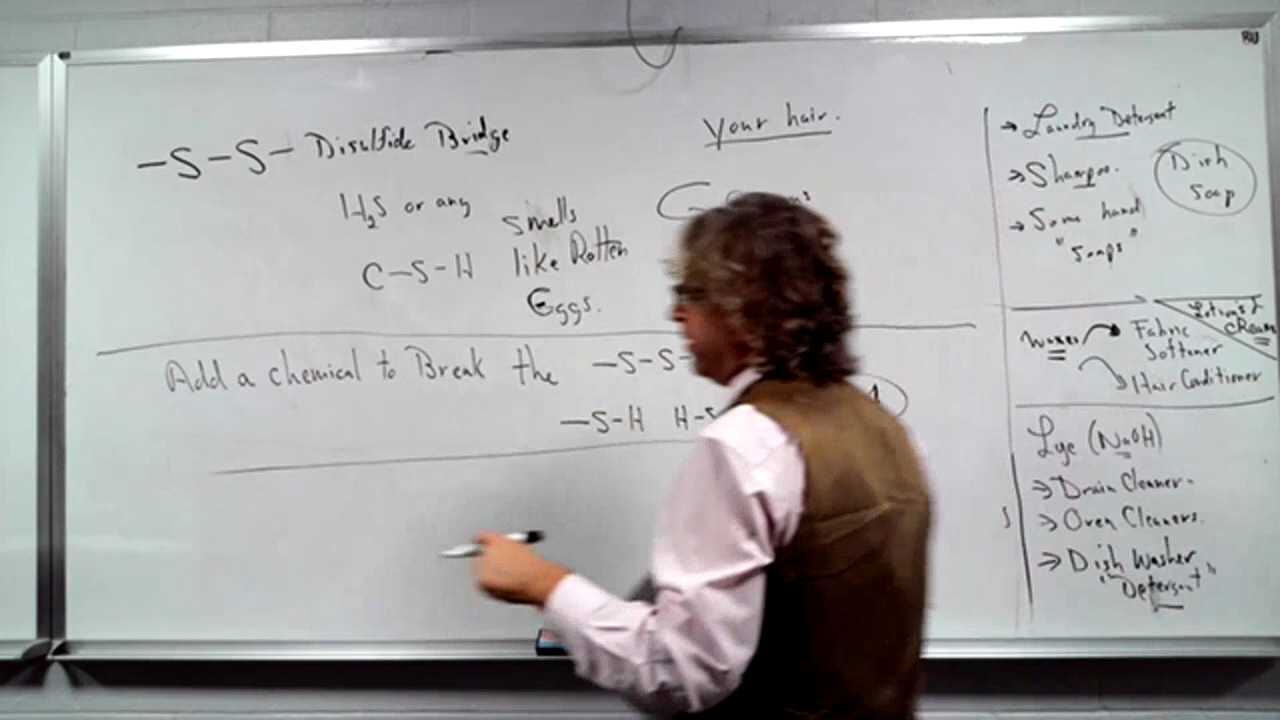 RU
-S-S- Disulfide Bridge
your hair.
H₂S or any
C-S-H
smells
like Rotten
Eggs.
Add a chemical to Break the -S-S-
-S-H H-S
→ Laundry Detergent
→ Shampoo.
→ Some hand
"Soaps"
Dish
Soap
Waxes
Fabric
Softener
Hair Conditioner
Lotions &
Cream
Lye (NaOH)
→ Drain Cleaner.
→ Oven Cleaners.
→ Dish Washer
"Detergent"